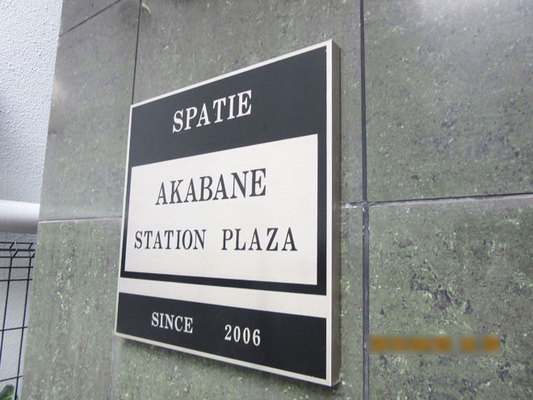 SPATIE
AKABANE
STATION PLAZA
SINCE 2006